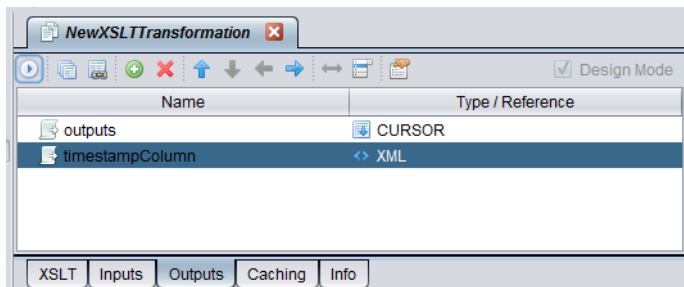 NewXSLTTransformation
Design Mode
Name Type / Reference
outputs CURSOR
timestampColumn <> XML
XSLT Inputs Outputs Caching Info